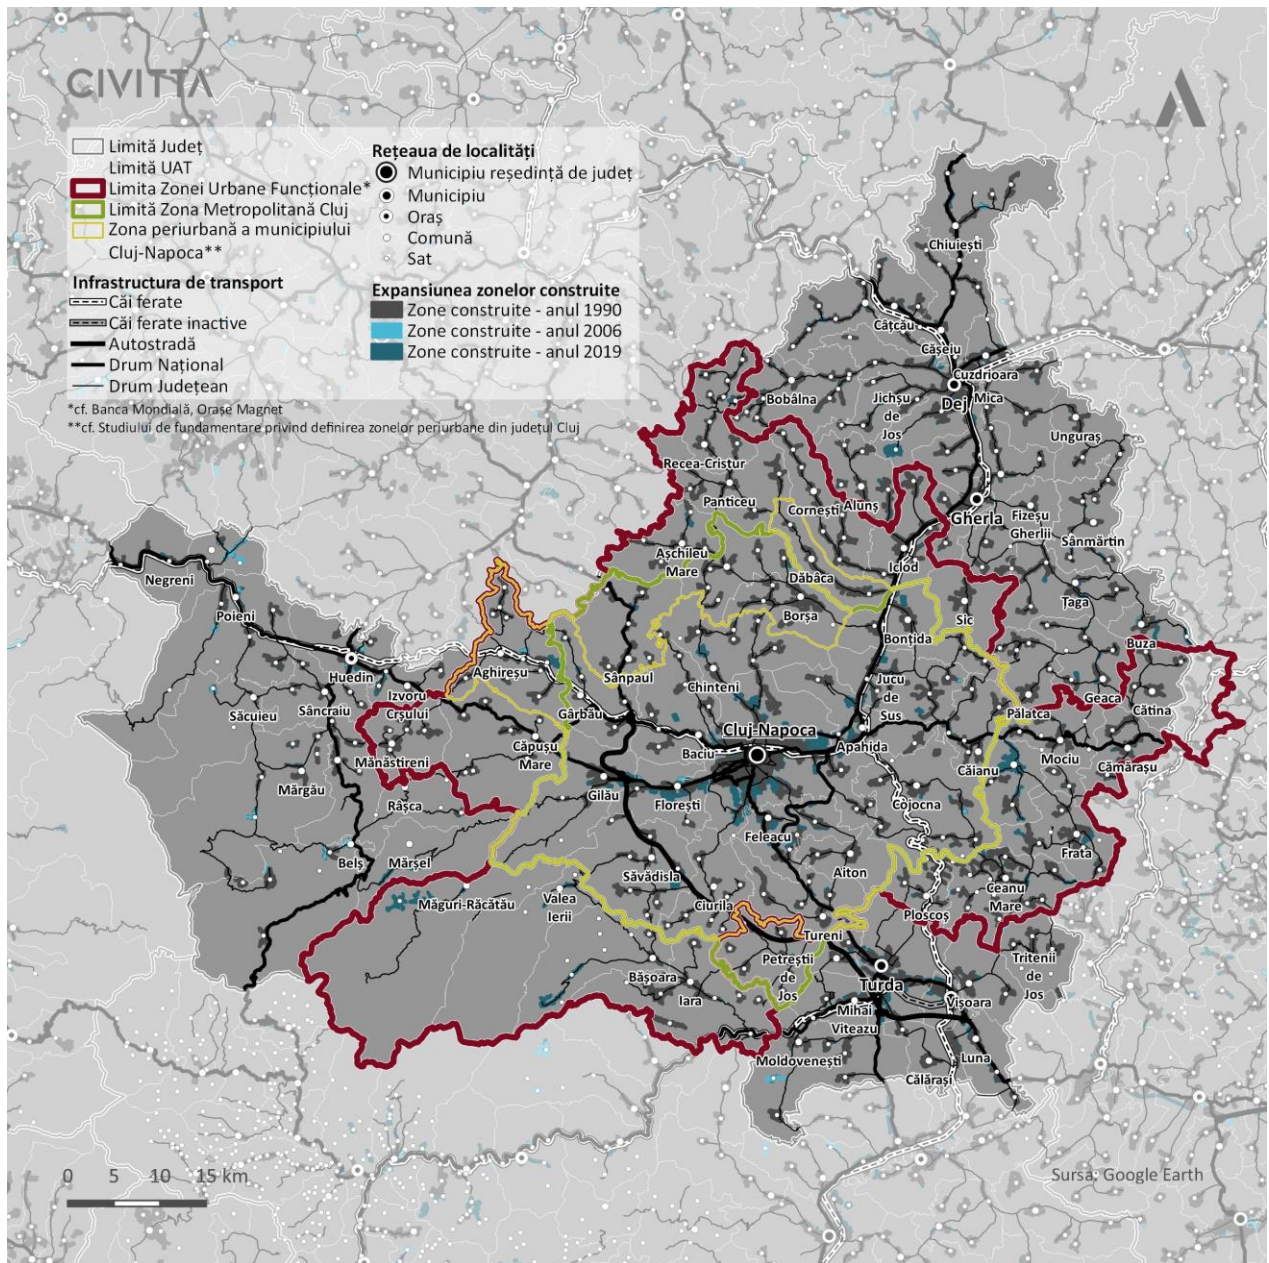 CIVITTA
Limită Județ
Limită UAT
Limita Zonei Urbane Funcționale*
Limită Zona Metropolitană Cluj
Zona periurbană a municipiului
Cluj-Napoca**
Infrastructura de transport
Căi ferate
Căi ferate inactive
Autostradă
Drum Național
Drum Județean
Rețeaua de localități
Municipiu reședință de județ
Municipiu
Oraș
Comună
Sat
Expansiunea zonelor construite
Zone construite - anul 1990
Zone construite - anul 2006
Zone construite - anul 2019
*cf. Banca Mondială, Orașe Magnet
**cf. Studiului de fundamentare privind definirea zonelor periurbane din județul Cluj
Chiuiești
Câțcău
Cășeiu
Cuzdrioara
Dej
Mica
Bobâlna
Jichșu
de
Jos
Unguraș
Recea-Cristur
Panticeu
Cornești
Alunș
Gherla
Fizeșu
Gherlii
Sânmărtin
Așchileu
Mare
Iclod
Dăbâca
Negreni
Borșa
Țaga
Poieni
Sic
Bonțida
Buza
Aghireșu
Huedin
Sânpaul
Chinteni
Izvoru
Crșului
Jucu
de
Sus
Geaca
Săcuieu
Sâncraiu
Gârbău
Pălatca
Cătina
Cluj-Napoca
Căpușu
Mare
Baciu
Apahida
Mănăstireni
Mociu
Cămărașu
Căianu
Mărgău
Râșca
Gilău
Florești
Cojocna
Feleacu
Belș
Mărșel
Frata
Săvădisla
Aiton
Ceanu
Mare
Măguri-Răcătău
Valea
Ierii
Ciurila
Ploscoș
Tureni
Petreștii
de
Jos
Tritenii
de
Jos
Bășoara
Turda
Iara
Vișoara
Mihai
Viteazu
Moldovenești
Luna
Călărași
0 5 10 15 km
Sursa: Google Earth